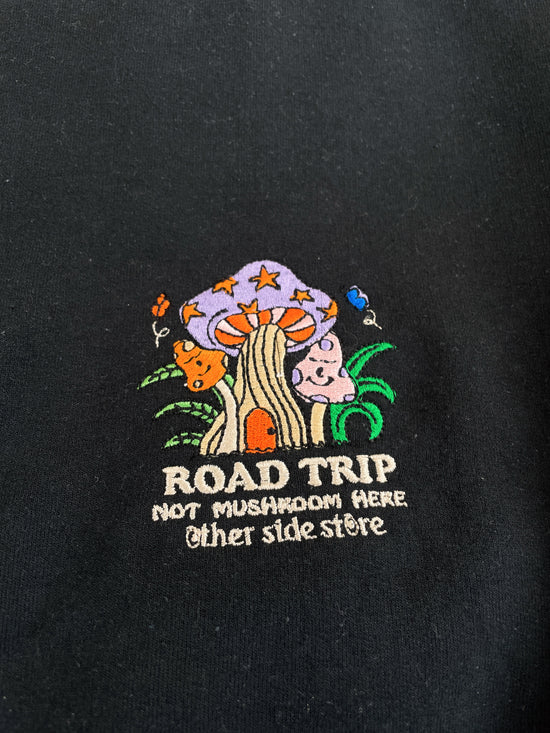 ROAD TRIP
NOT MUSHROOM HERE
other side store